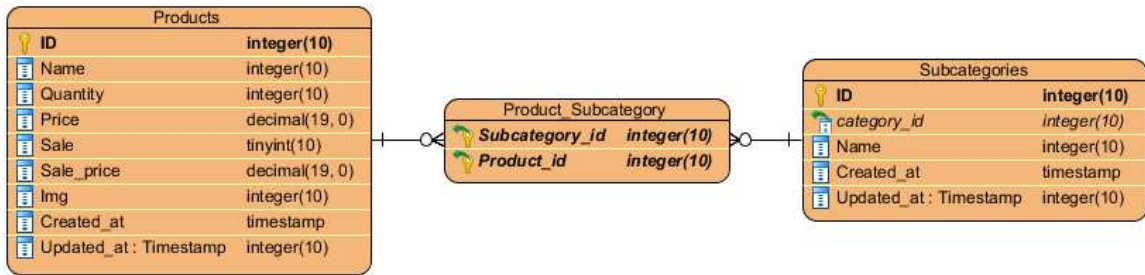 Products
ID integer(10)
Name integer(10)
Quantity integer(10)
Price decimal(19, 0)
Sale tinyint(10)
Sale_price decimal(19, 0)
Img integer(10)
Created_at timestamp
Updated_at : Timestamp integer(10)
Product_Subcategory
Subcategory_id integer(10)
Product_id integer(10)
Subcategories
ID integer(10)
category_id integer(10)
Name integer(10)
Created_at timestamp
Updated_at : Timestamp integer(10)